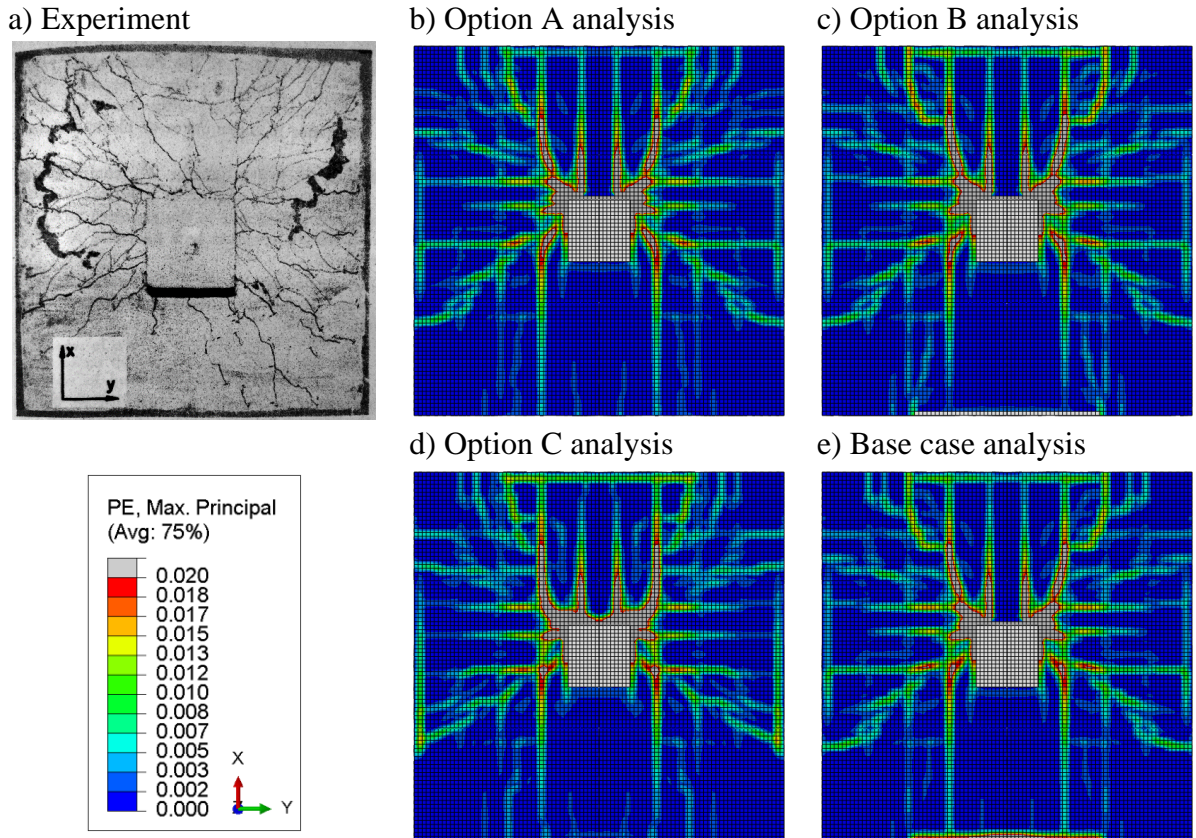 a) Experiment
b) Option A analysis
c) Option B analysis
x
y
d) Option C analysis
e) Base case analysis
PE, Max. Principal
(Avg: 75%)
0.020
0.018
0.017
0.015
0.013
0.012
0.010
0.008
0.007
0.005
0.003
0.002
0.000
X
Z
Y